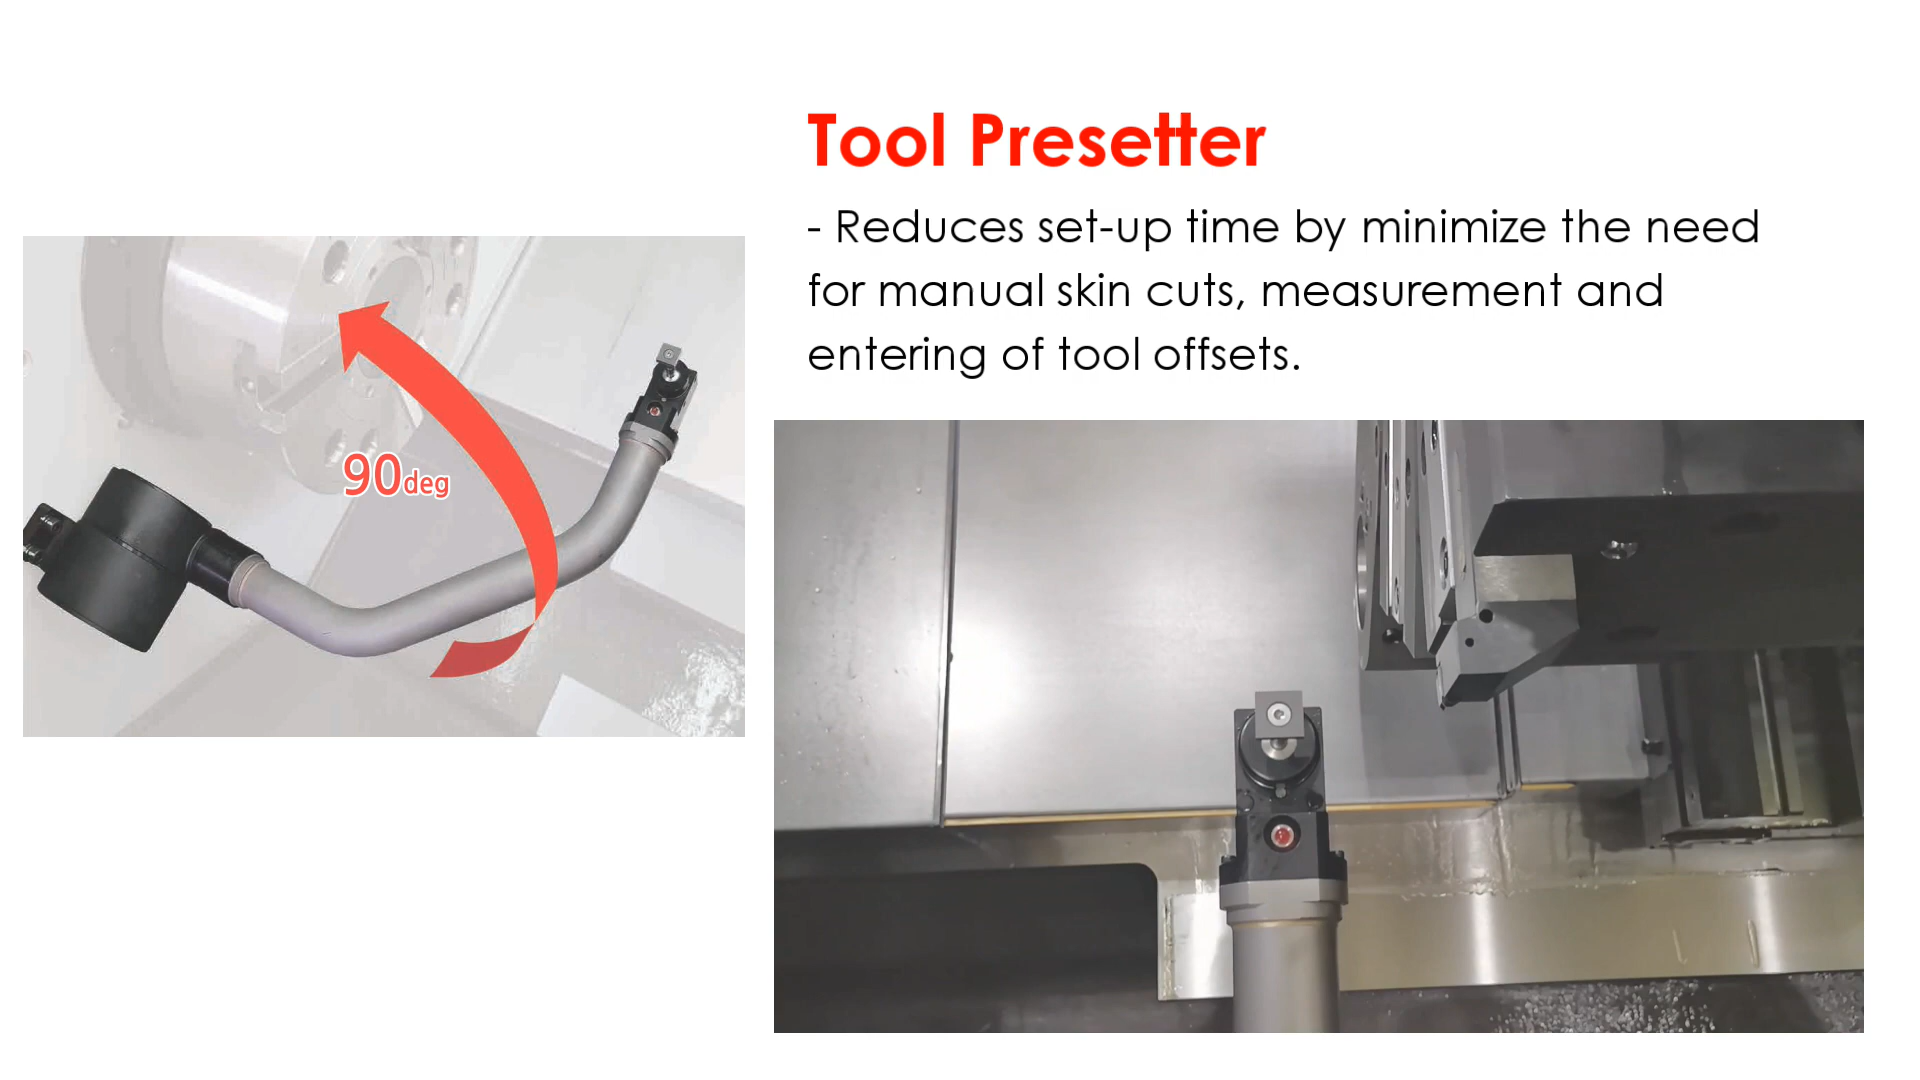 Tool Presetter
- Reduces set-up time by minimize the need
for manual skin cuts, measurement and
entering of tool offsets.
90deg